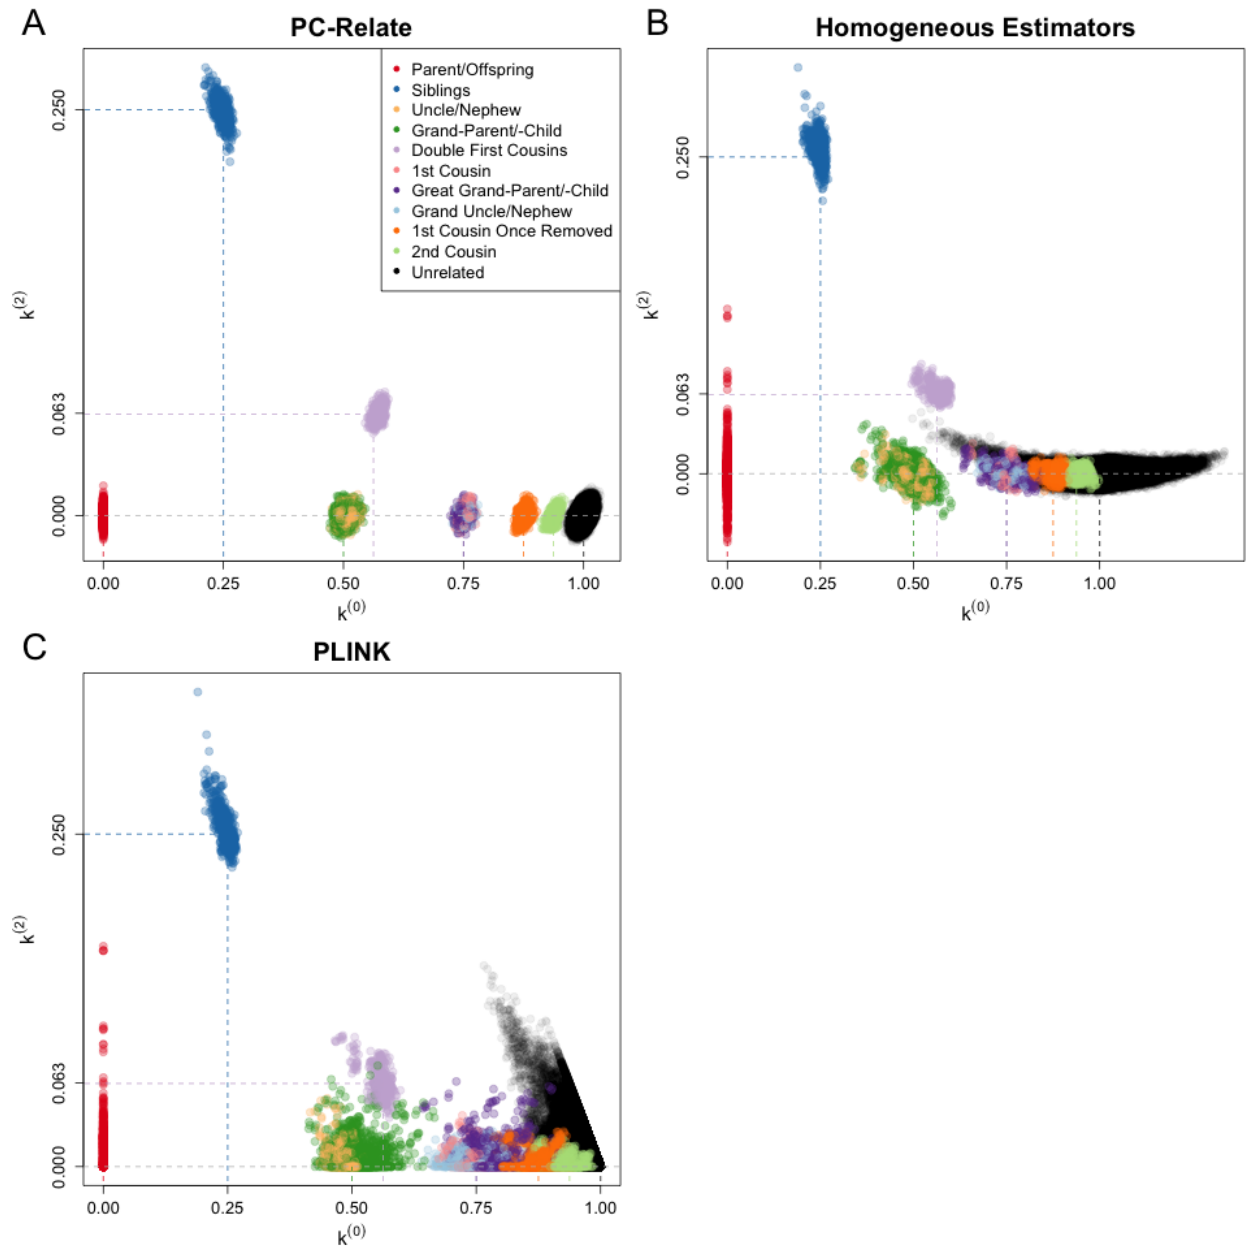 A
PC-Relate
Parent/Offspring
Siblings
Uncle/Nephew
Grand-Parent/-Child
Double First Cousins
1st Cousin
Great Grand-Parent/-Child
Grand Uncle/Nephew
1st Cousin Once Removed
2nd Cousin
Unrelated
k(2)
0.250
0.063
0.000
0.00 0.25 0.50 0.75 1.00
k(0)
B
Homogeneous Estimators
k(2)
0.250
0.063
0.000
0.00 0.25 0.50 0.75 1.00
k(0)
C
PLINK
k(2)
0.250
0.063
0.000
0.00 0.25 0.50 0.75 1.00
k(0)